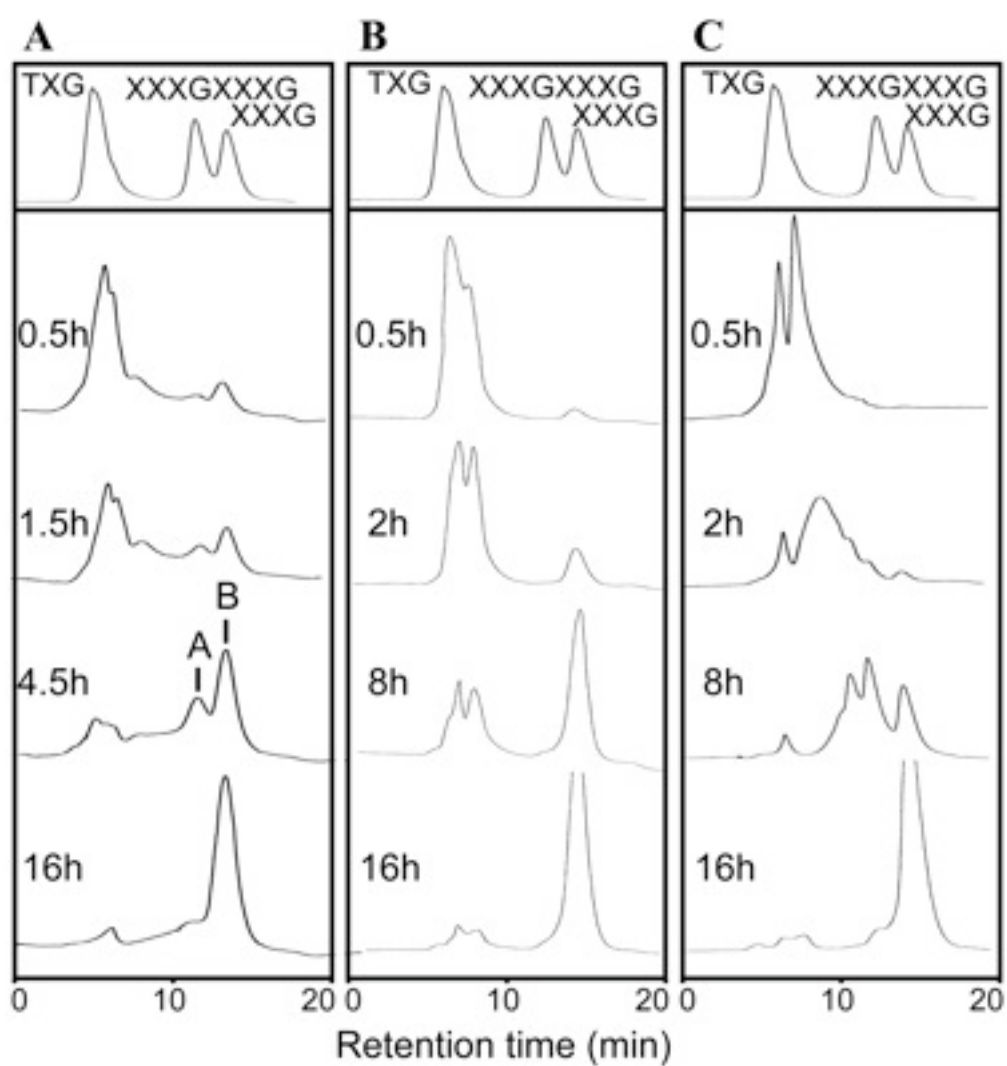 A
B
C
TXG XXXGXXXG
XXXG
TXG XXXGXXXG
XXXG
TXG XXXGXXXG
XXXG
0.5h
0.5h
0.5h
1.5h
2h
2h
B
A
4.5h
8h
8h
16h
16h
16h
0 10 20
0 10 20
0 10 20
Retention time (min)